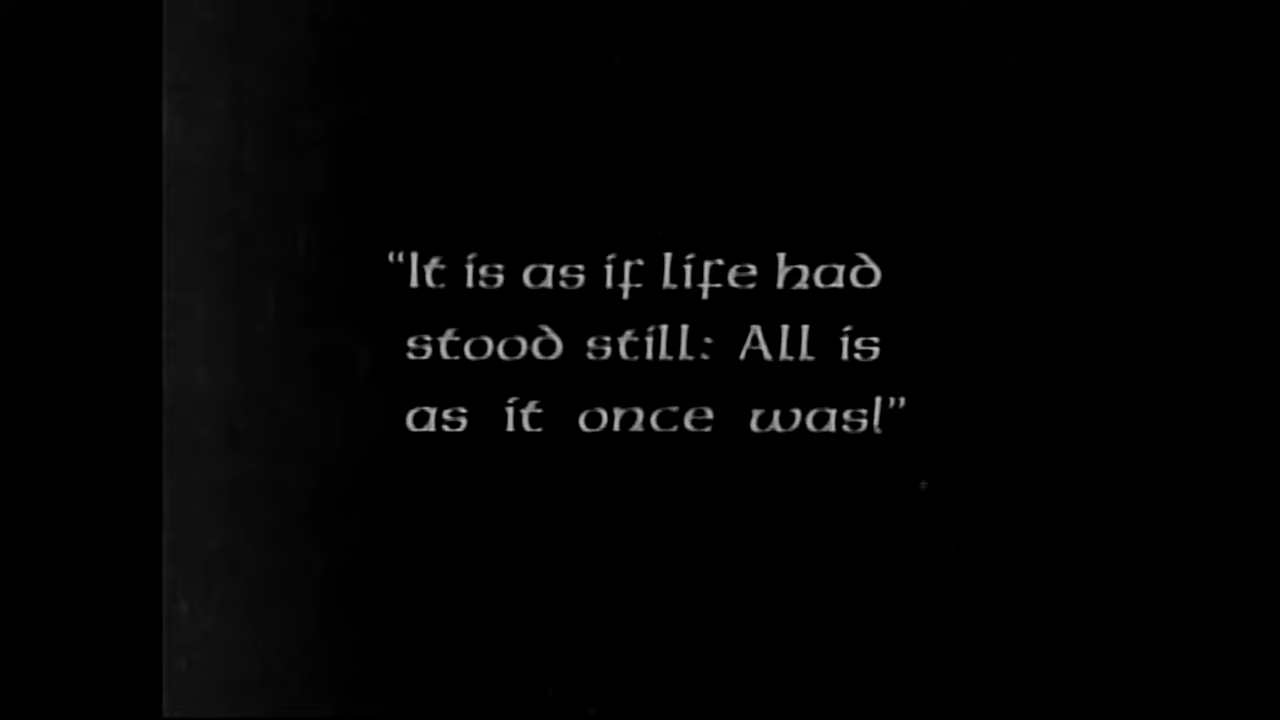 “It is as if life had
stood still: All is
as it once was!”